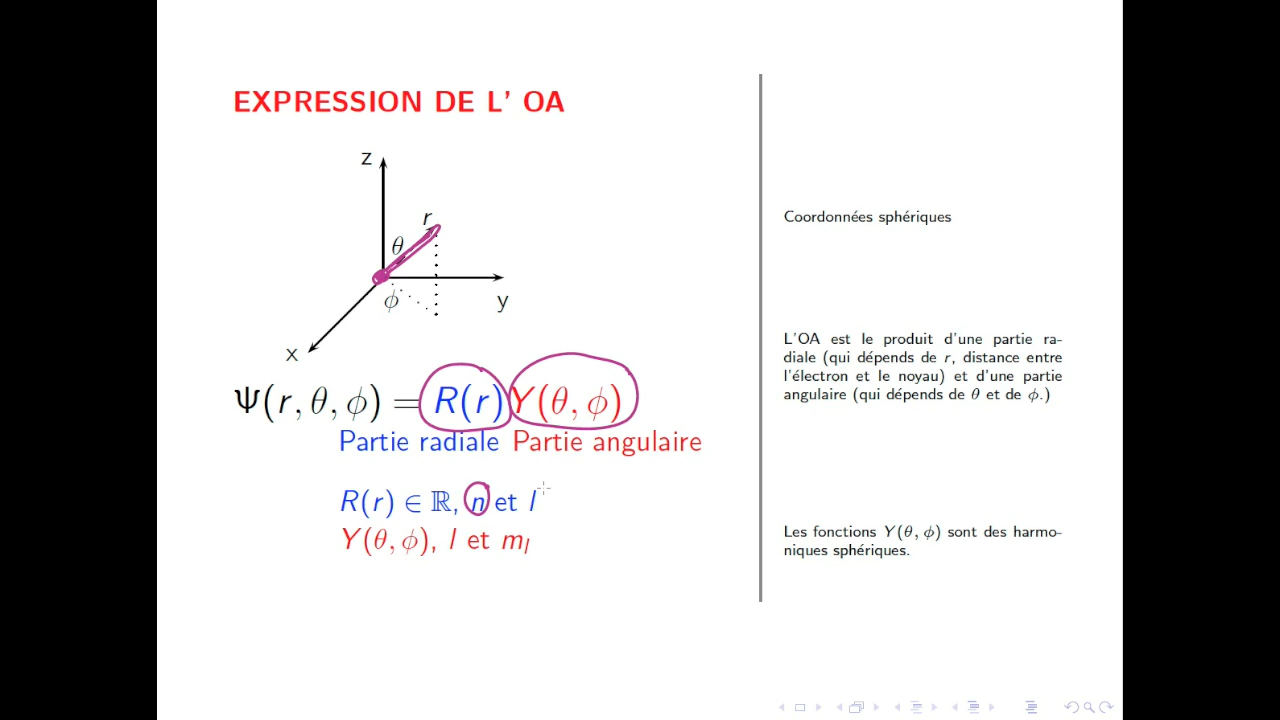 EXPRESSION DE L' OA
z
r
θ
y
ϕ
x
Ψ(r, θ, ϕ) = R(r)Y(θ, ϕ)
Partie radiale Partie angulaire
R(r) ∈ ℝ, n et l
Y(θ, ϕ), l et mₗ
Coordonnées sphériques
L'OA est le produit d'une partie ra-
diale (qui dépends de r, distance entre
l'électron et le noyau) et d'une partie
angulaire (qui dépends de θ et de ϕ.)
Les fonctions Y(θ, ϕ) sont des harmo-
niques sphériques.